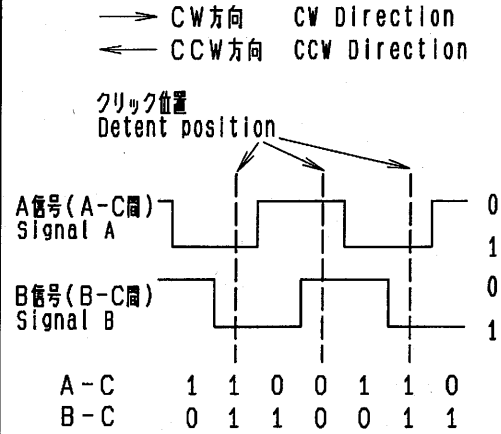 CW方向 CW Direction
CCW方向 CCW Direction
クリック位置
Detent position
A信号(A-C間)
Signal A
0
1
B信号(B-C間)
Signal B
0
1
A-C 1 1 0 0 1 1 0
B-C 0 1 1 0 0 1 1